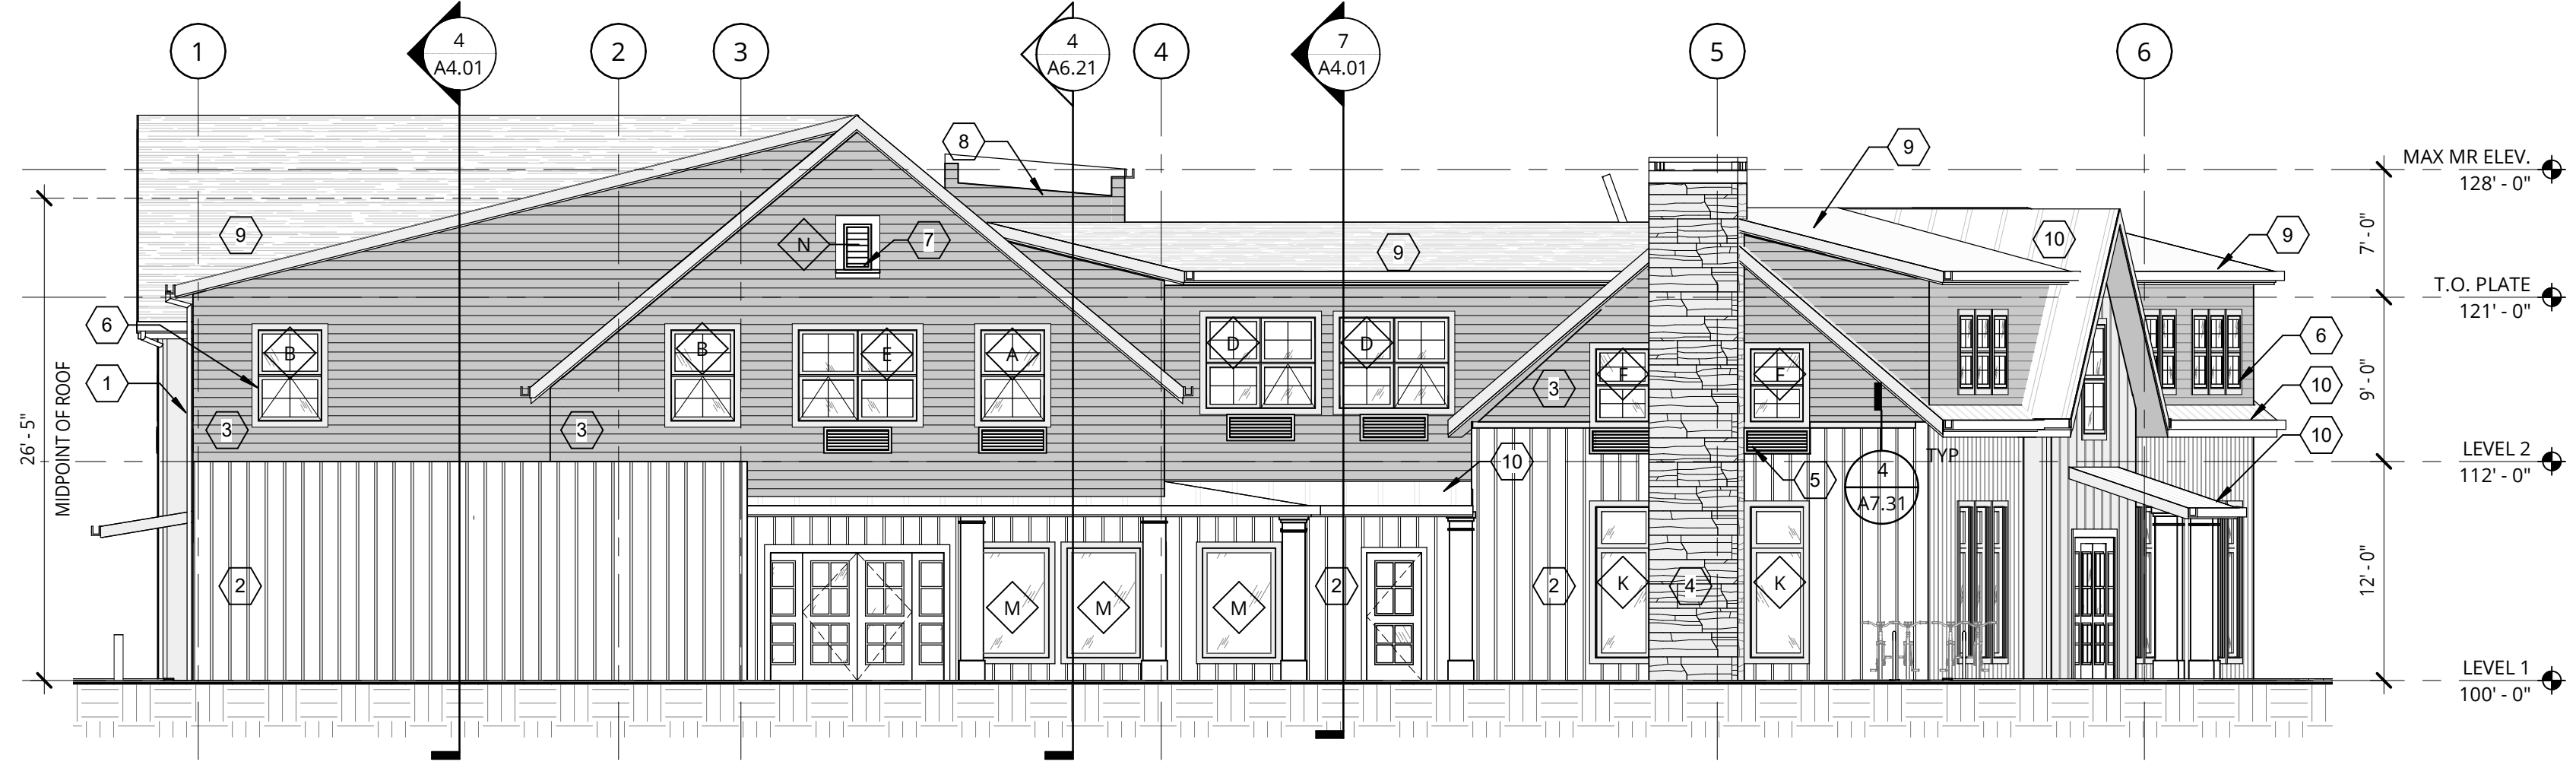 1
4
A4.01
2
3
4
A6.21
4
7
A4.01
5
6
8
9
MAX MR ELEV.
128' - 0"
9
N
7
9
10
9
7' - 0"
T.O. PLATE
121' - 0"
6
B
B
E
A
D
D
F
F
6
1
3
10
9' - 0"
26' - 5"
MIDPOINT OF ROOF
3
3
10
10
TYP
LEVEL 2
112' - 0"
4
A7.31
5
2
M
M
M
2
2
K
4
K
12' - 0"
LEVEL 1
100' - 0"